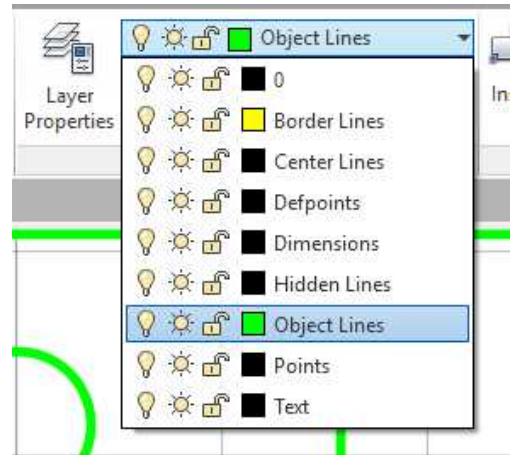 Object Lines
Layer
Properties
0
Border Lines
Center Lines
Defpoints
Dimensions
Hidden Lines
Object Lines
Points
Text
In